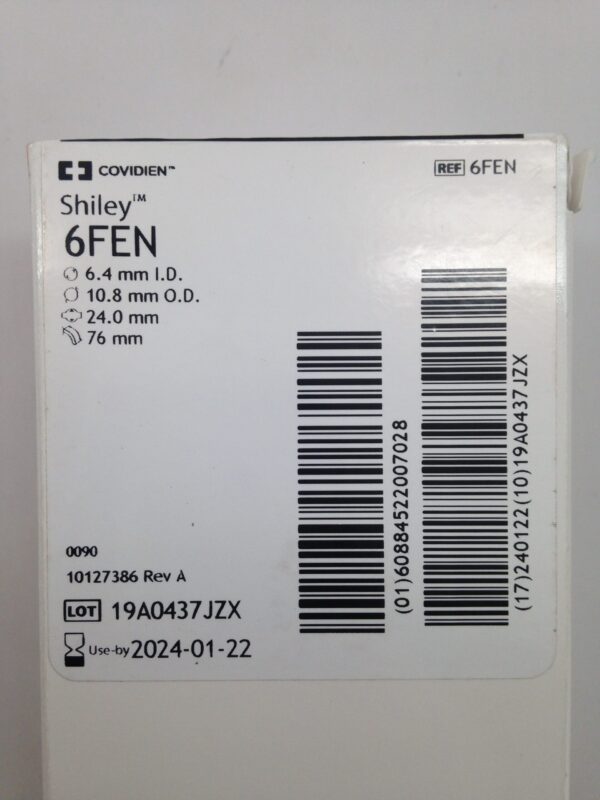 COVIDIEN™
REF 6FEN
Shiley™
6FEN
6.4 mm I.D.
10.8 mm O.D.
24.0 mm
76 mm
(01)60884522007028
(17)240122(10)19A0437JZX
0090
10127386 Rev A
LOT 19A0437JZX
Use-by 2024-01-22